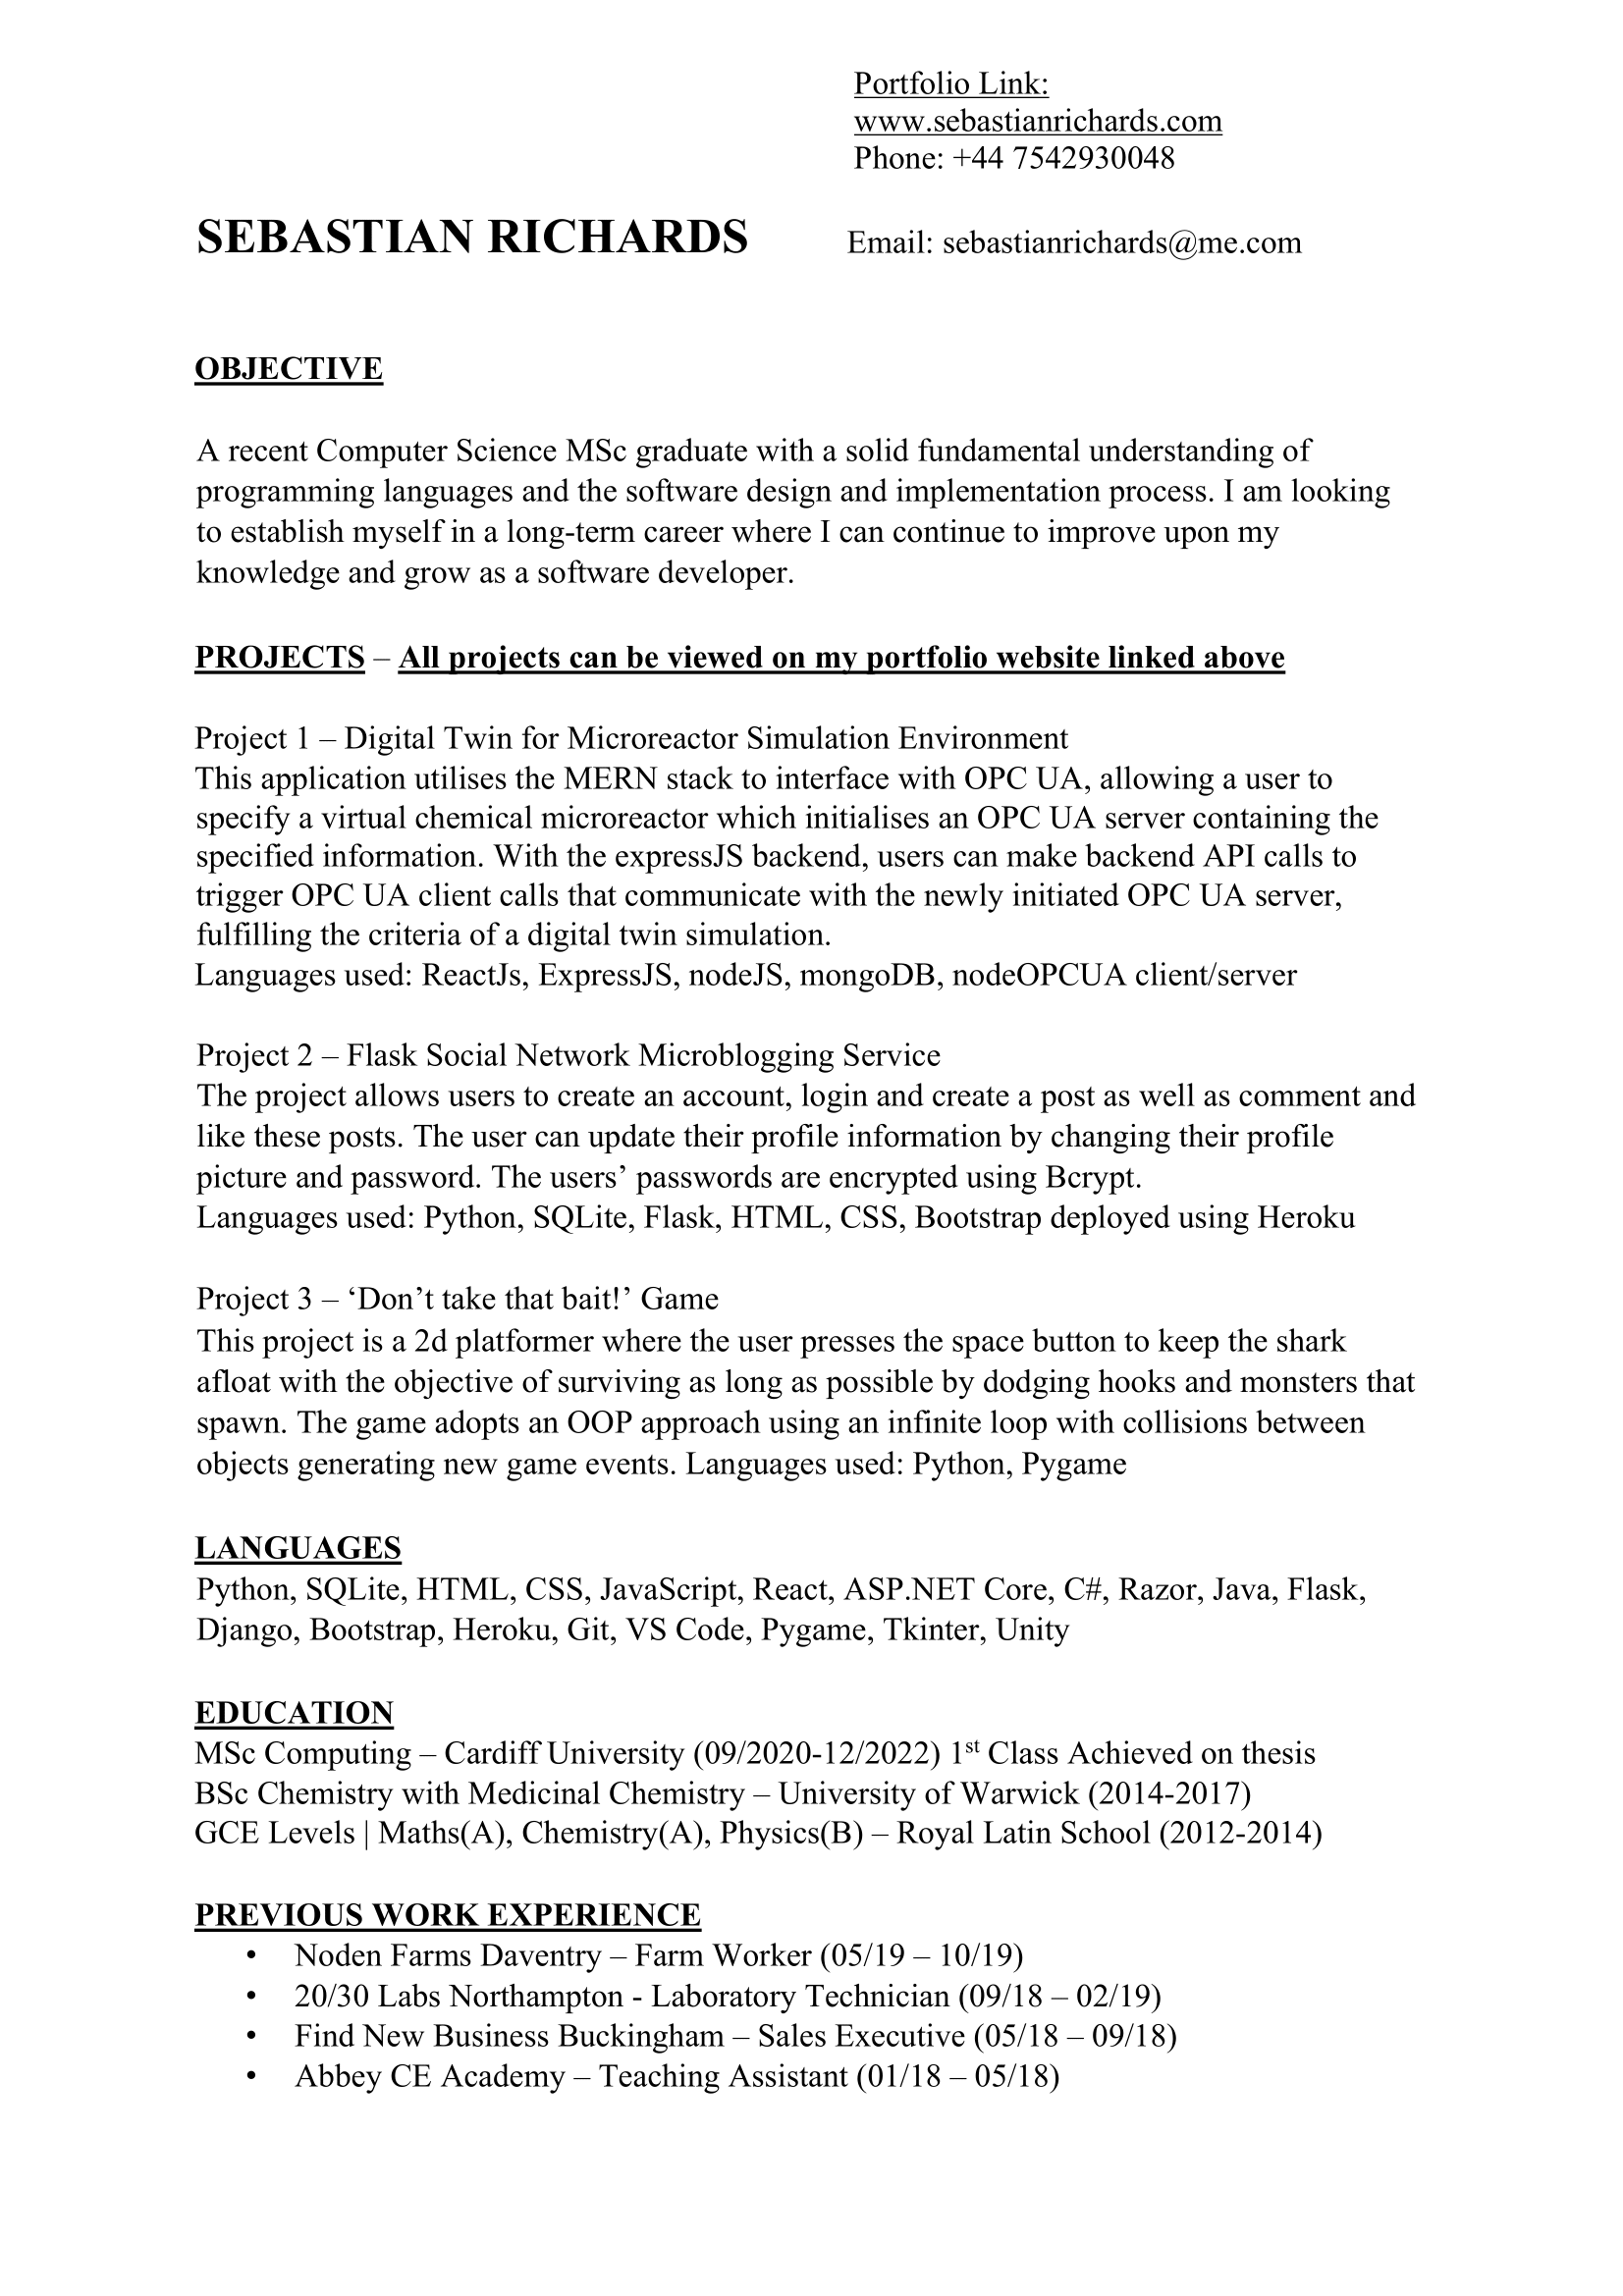 Portfolio Link:
www.sebastianrichards.com
Phone: +44 7542930048
SEBASTIAN RICHARDS
Email: sebastianrichards@me.com
OBJECTIVE
A recent Computer Science MSc graduate with a solid fundamental understanding of
programming languages and the software design and implementation process. I am looking
to establish myself in a long-term career where I can continue to improve upon my
knowledge and grow as a software developer.
PROJECTS – All projects can be viewed on my portfolio website linked above
Project 1 – Digital Twin for Microreactor Simulation Environment
This application utilises the MERN stack to interface with OPC UA, allowing a user to
specify a virtual chemical microreactor which initialises an OPC UA server containing the
specified information. With the expressJS backend, users can make backend API calls to
trigger OPC UA client calls that communicate with the newly initiated OPC UA server,
fulfilling the criteria of a digital twin simulation.
Languages used: ReactJs, ExpressJS, nodeJS, mongoDB, nodeOPCUA client/server
Project 2 – Flask Social Network Microblogging Service
The project allows users to create an account, login and create a post as well as comment and
like these posts. The user can update their profile information by changing their profile
picture and password. The users’ passwords are encrypted using Bcrypt.
Languages used: Python, SQLite, Flask, HTML, CSS, Bootstrap deployed using Heroku
Project 3 – ‘Don’t take that bait!’ Game
This project is a 2d platformer where the user presses the space button to keep the shark
afloat with the objective of surviving as long as possible by dodging hooks and monsters that
spawn. The game adopts an OOP approach using an infinite loop with collisions between
objects generating new game events. Languages used: Python, Pygame
LANGUAGES
Python, SQLite, HTML, CSS, JavaScript, React, ASP.NET Core, C#, Razor, Java, Flask,
Django, Bootstrap, Heroku, Git, VS Code, Pygame, Tkinter, Unity
EDUCATION
MSc Computing – Cardiff University (09/2020-12/2022) 1st Class Achieved on thesis
BSc Chemistry with Medicinal Chemistry – University of Warwick (2014-2017)
GCE Levels | Maths(A), Chemistry(A), Physics(B) – Royal Latin School (2012-2014)
PREVIOUS WORK EXPERIENCE
• Noden Farms Daventry – Farm Worker (05/19 – 10/19)
• 20/30 Labs Northampton - Laboratory Technician (09/18 – 02/19)
• Find New Business Buckingham – Sales Executive (05/18 – 09/18)
• Abbey CE Academy – Teaching Assistant (01/18 – 05/18)